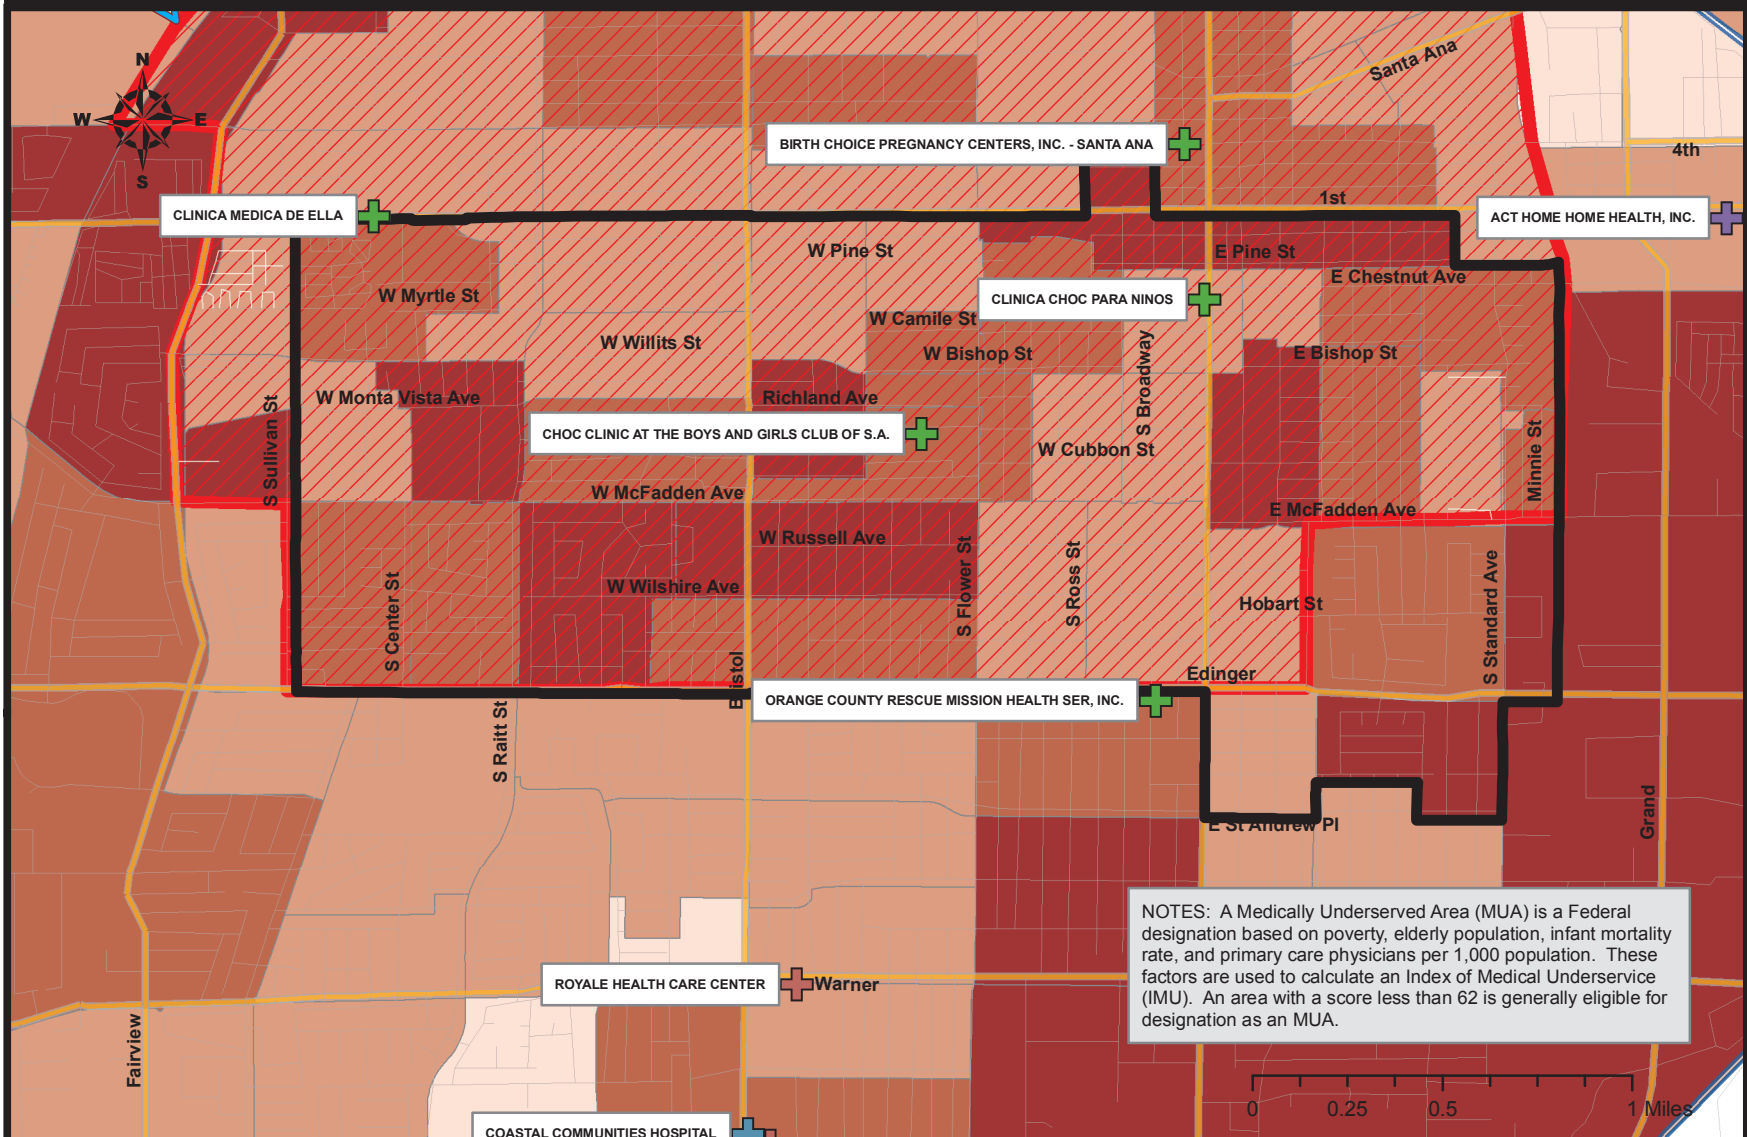 Santa Ana
N
W
E
S
BIRTH CHOICE PREGNANCY CENTERS, INC. - SANTA ANA
4th
CLINICA MEDICA DE ELLA
1st
ACT HOME HOME HEALTH, INC.
W Pine St
E Pine St
E Chestnut Ave
W Myrtle St
CLINICA CHOC PARA NINOS
W Camile St
W Willits St
W Bishop St
E Bishop St
S Broadway
W Monta Vista Ave
Richland Ave
S Sullivan St
CHOC CLINIC AT THE BOYS AND GIRLS CLUB OF S.A.
W Cubbon St
Minnie St
W McFadden Ave
E McFadden Ave
W Russell Ave
S Flower St
S Ross St
S Center St
W Wilshire Ave
Hobart St
S Standard Ave
Bristol
Edinger
ORANGE COUNTY RESCUE MISSION HEALTH SER, INC.
S Raitt St
E St Andrew Pl
Grand
NOTES: A Medically Underserved Area (MUA) is a Federal
designation based on poverty, elderly population, infant mortality
rate, and primary care physicians per 1,000 population. These
factors are used to calculate an Index of Medical Underservice
(IMU). An area with a score less than 62 is generally eligible for
designation as an MUA.
ROYALE HEALTH CARE CENTER
Warner
Fairview
0 0.25 0.5 1 Miles
COASTAL COMMUNITIES HOSPITAL